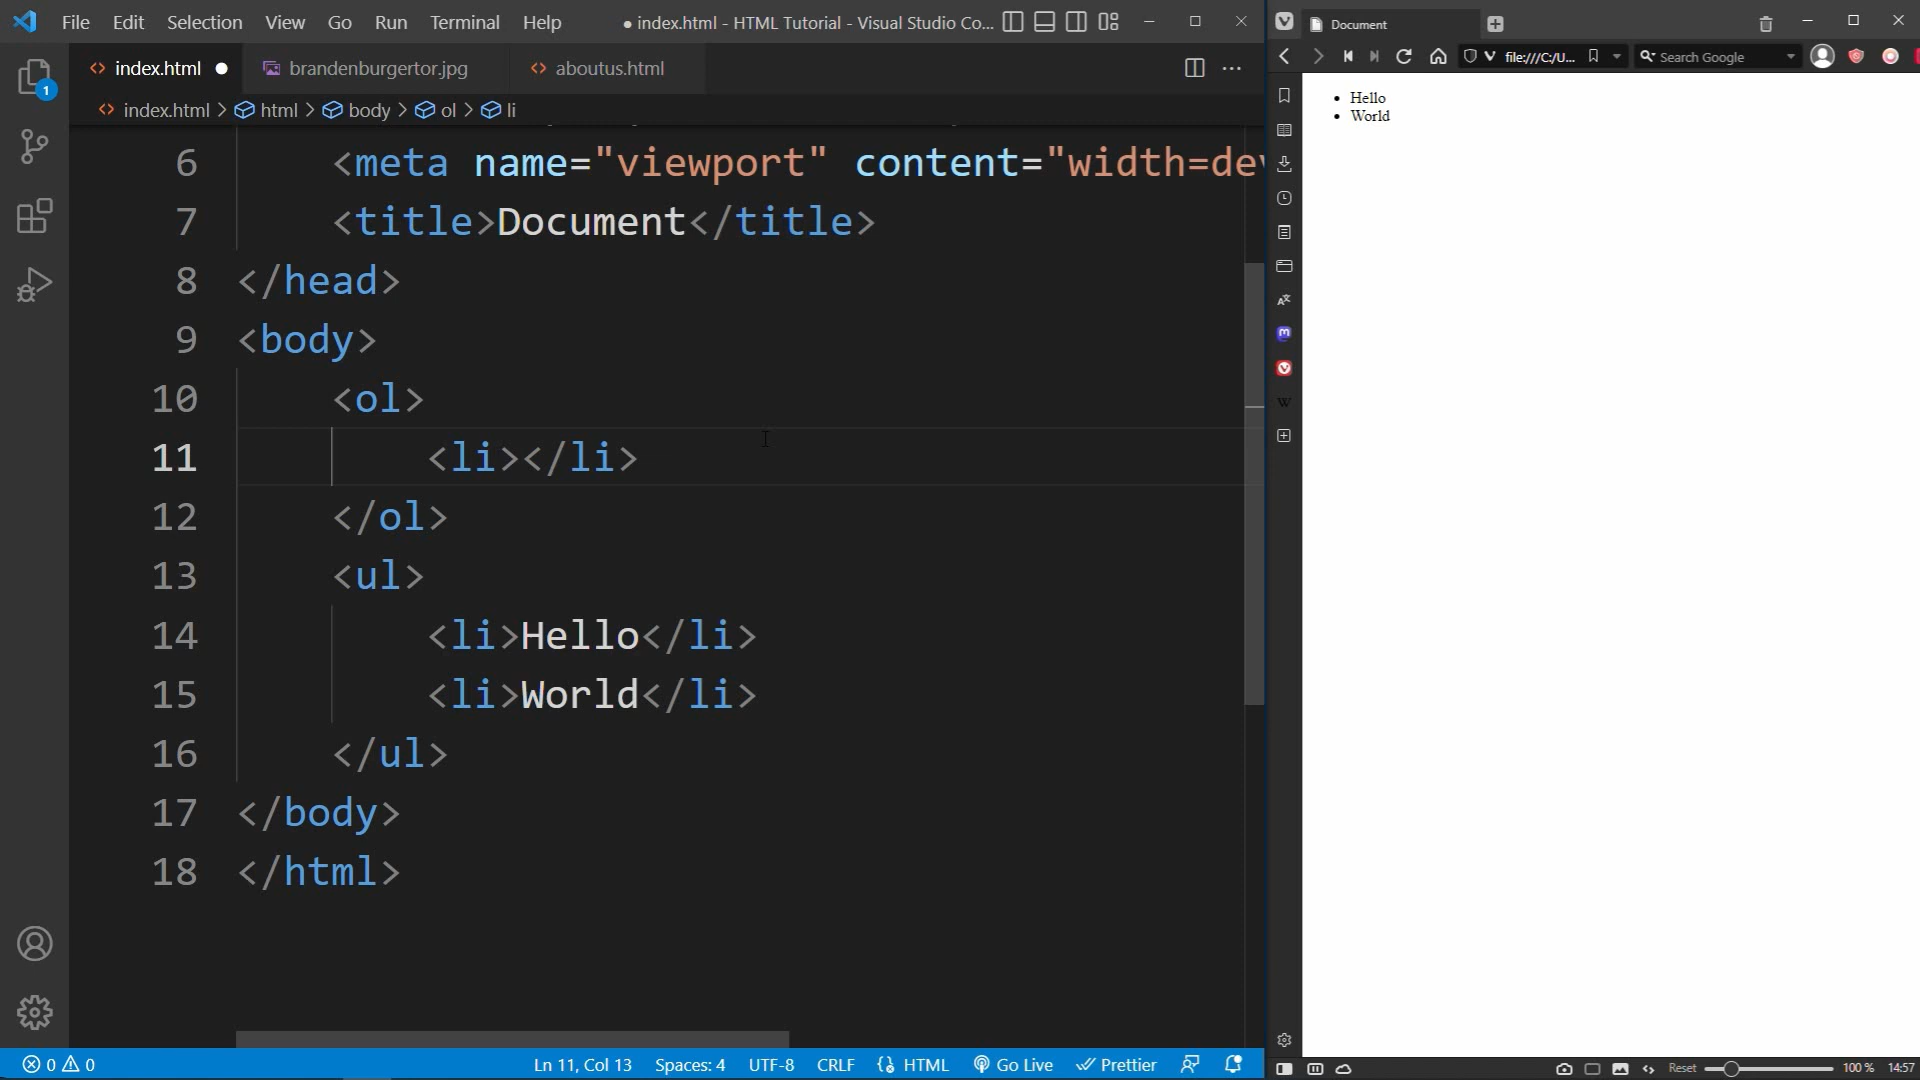 File Edit Selection View Go Run Terminal Help ● index.html - HTML Tutorial - Visual Studio Co...
index.html brandenburgertor.jpg aboutus.html
index.html > html > body > ol > li
1
6 <meta name="viewport" content="width=dev
7 <title>Document</title>
8 </head>
9 <body>
10 <ol>
11 <li></li>
12 </ol>
13 <ul>
14 <li>Hello</li>
15 <li>World</li>
16 </ul>
17 </body>
18 </html>
0 0 Ln 11, Col 13 Spaces: 4 UTF-8 CRLF HTML Go Live Prettier
Document
file:///C:/U... Search Google
• Hello
• World
Reset 100 % 14:57